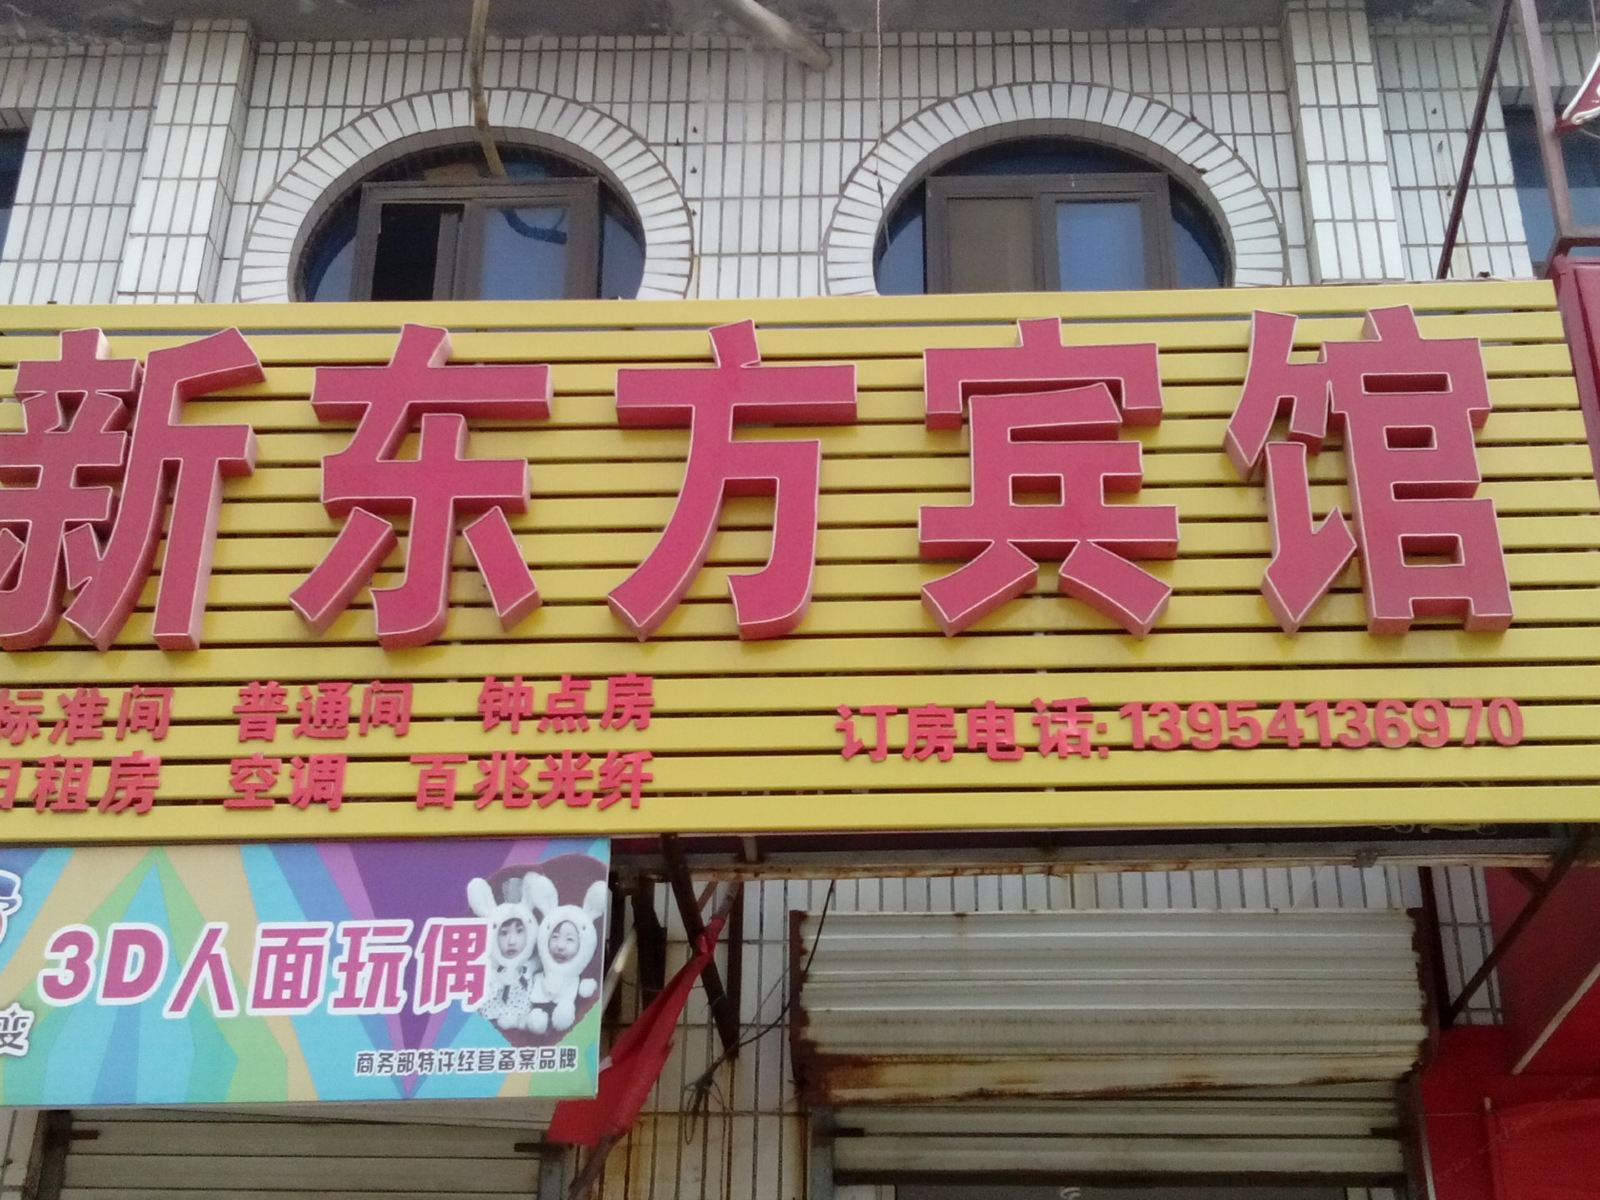 新东方宾馆
标准间 普通间 钟点房
日租房 空调 百兆光纤
订房电话:13954136970
3D人面玩偶
变
商务部特许经营备案品牌